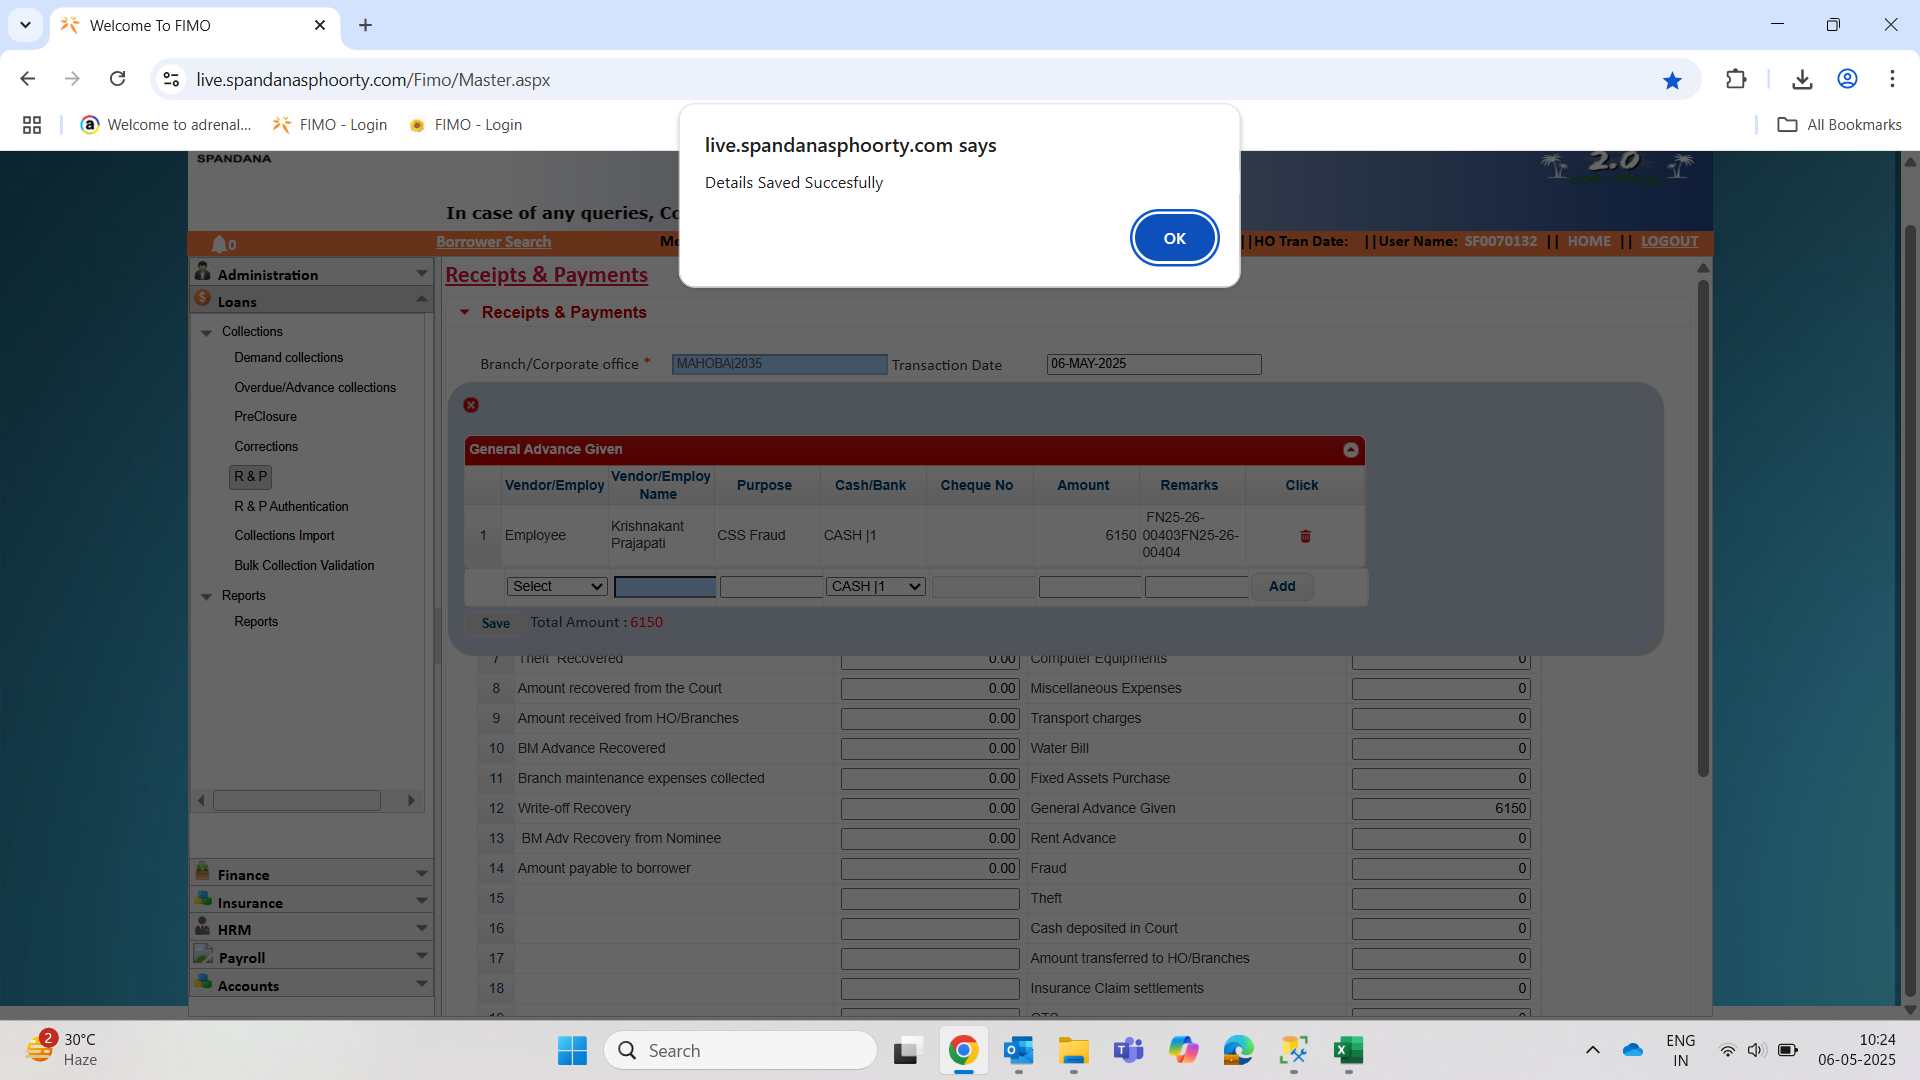 Welcome To FIMO
live.spandanasphoorty.com/Fimo/Master.aspx
Welcome to adrenal...
FIMO - Login
FIMO - Login
All Bookmarks
live.spandanasphoorty.com says
Details Saved Succesfully
OK
SPANDANA
2.0
In case of any queries, Co
0
Borrower Search
Me
||HO Tran Date: ||User Name: SF0070132 || HOME || LOGOUT
Administration
Loans
Collections
Demand collections
Overdue/Advance collections
PreClosure
Corrections
R & P
R & P Authentication
Collections Import
Bulk Collection Validation
Reports
Reports
Finance
Insurance
HRM
Payroll
Accounts
Receipts & Payments
Receipts & Payments
Branch/Corporate office * MAHOBA|2035 Transaction Date 06-MAY-2025
General Advance Given
Vendor/Employ Vendor/Employ Name Purpose Cash/Bank Cheque No Amount Remarks Click
1 Employee Krishnakant Prajapati CSS Fraud CASH |1 6150 FN25-26-00403FN25-26-00404
Select CASH |1 Add
Save Total Amount : 6150
7 Theft Recovered 0.00 Computer Equipments 0
8 Amount recovered from the Court 0.00 Miscellaneous Expenses 0
9 Amount received from HO/Branches 0.00 Transport charges 0
10 BM Advance Recovered 0.00 Water Bill 0
11 Branch maintenance expenses collected 0.00 Fixed Assets Purchase 0
12 Write-off Recovery 0.00 General Advance Given 6150
13 BM Adv Recovery from Nominee 0.00 Rent Advance 0
14 Amount payable to borrower 0.00 Fraud 0
15 Theft 0
16 Cash deposited in Court 0
17 Amount transferred to HO/Branches 0
18 Insurance Claim settlements 0
2
30°C
Haze
Search
ENG
IN
10:24
06-05-2025